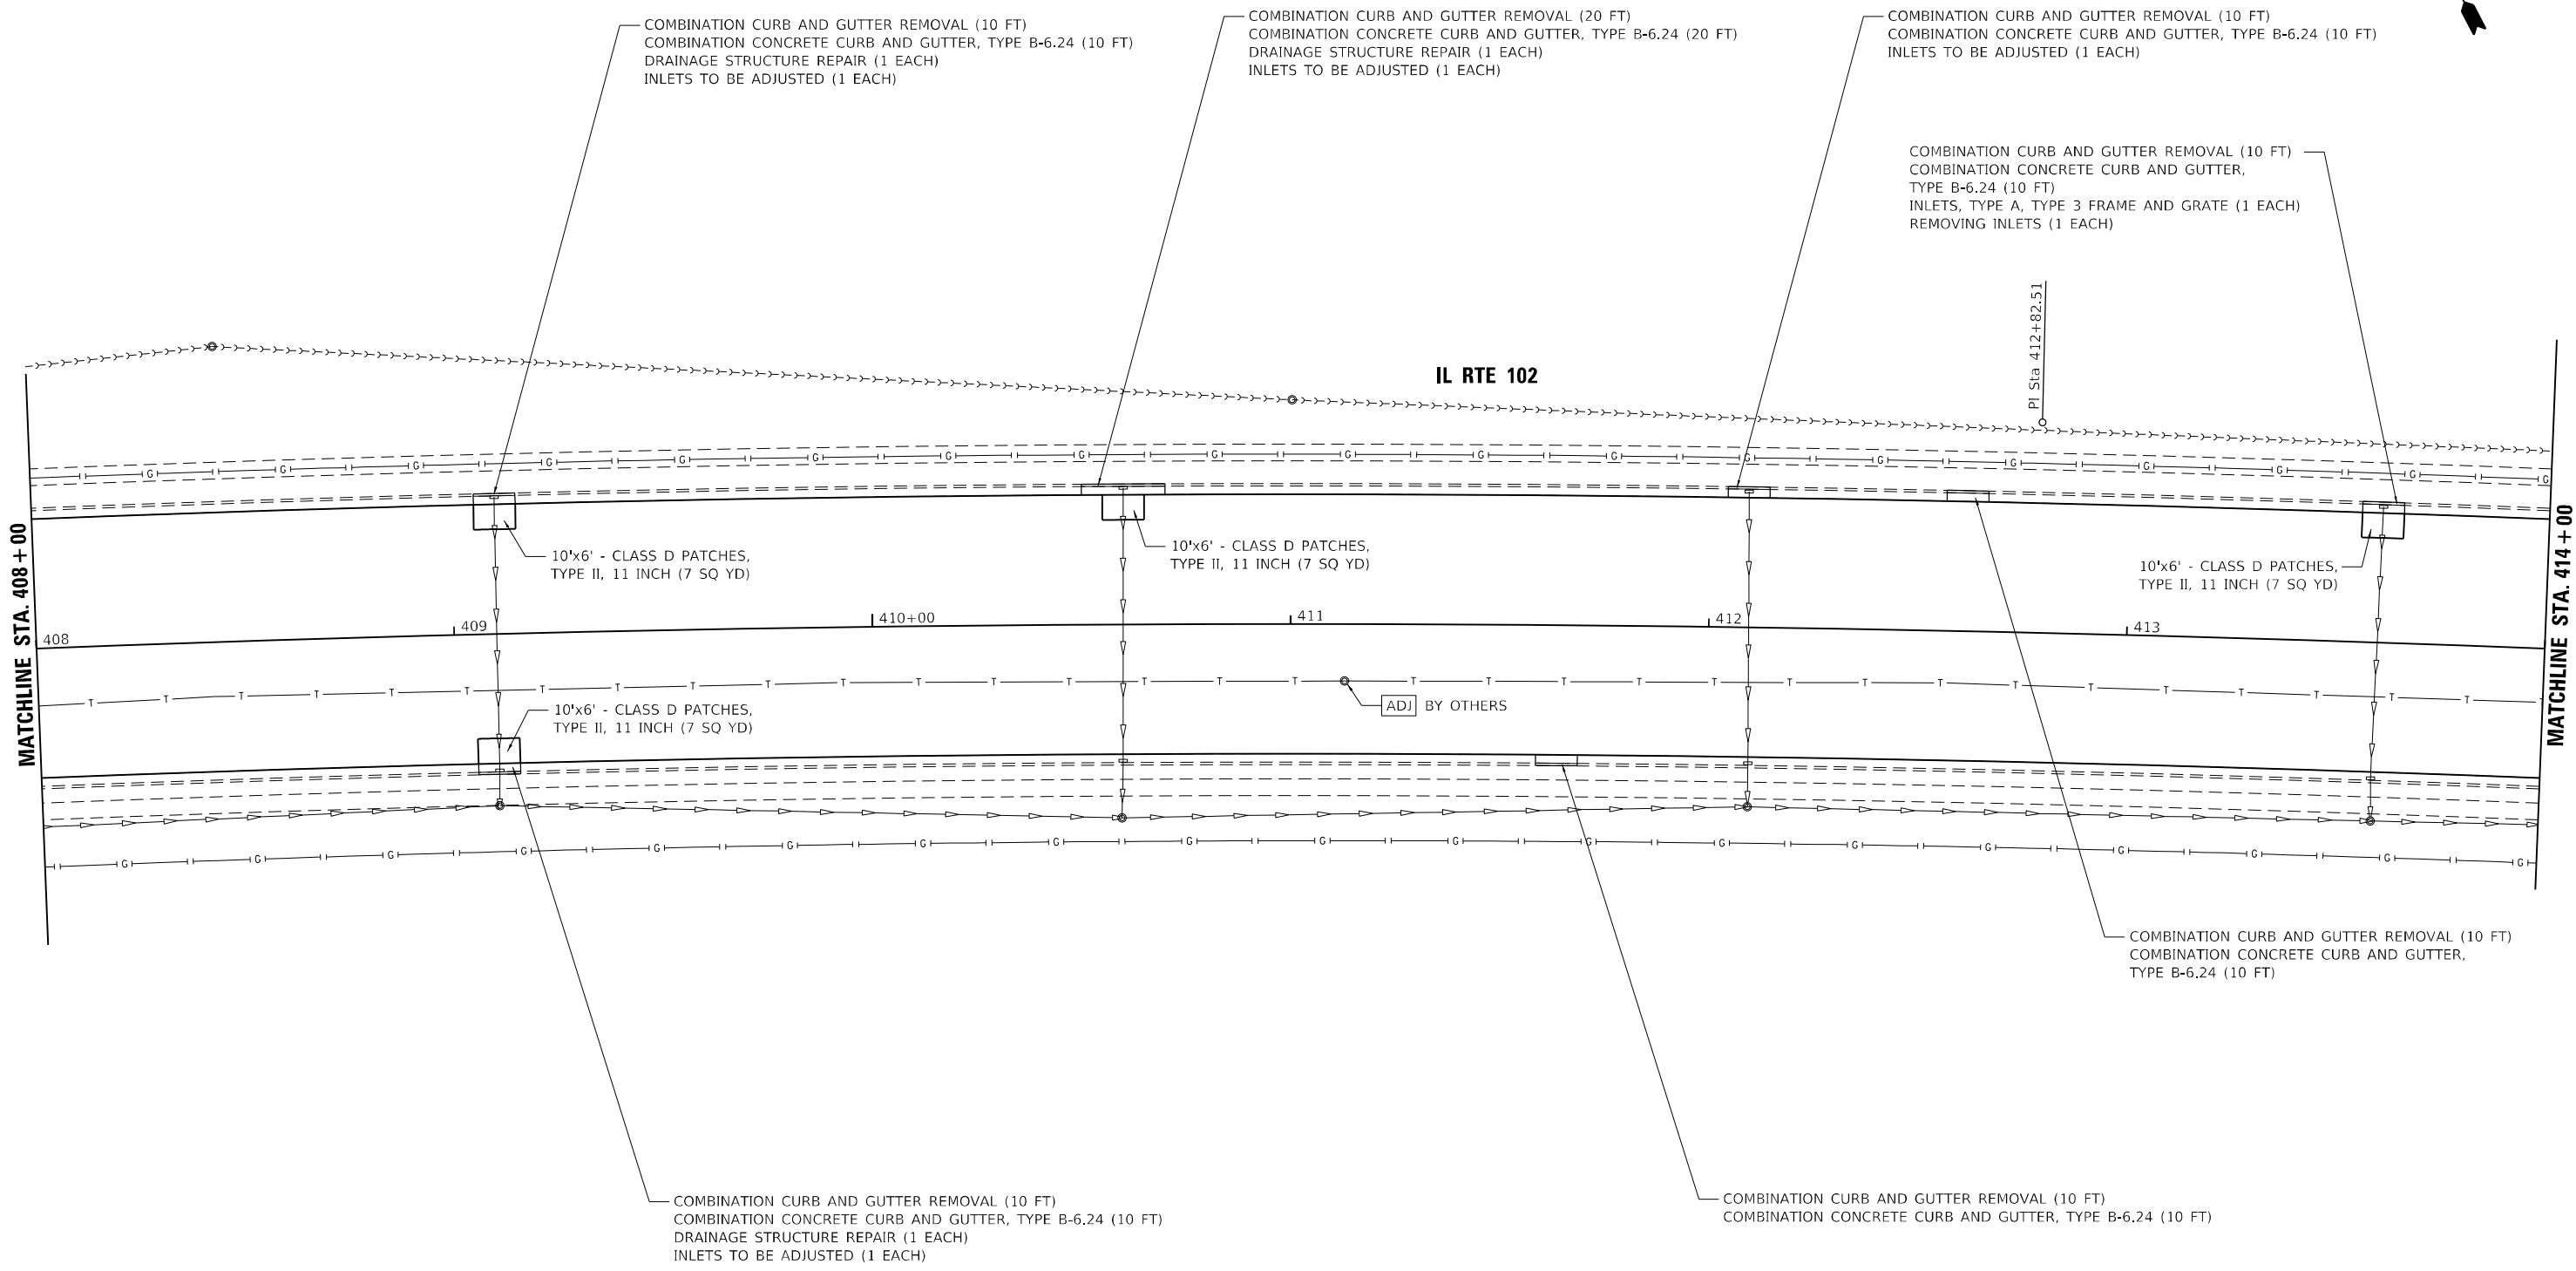 COMBINATION CURB AND GUTTER REMOVAL (10 FT)
COMBINATION CONCRETE CURB AND GUTTER, TYPE B-6.24 (10 FT)
DRAINAGE STRUCTURE REPAIR (1 EACH)
INLETS TO BE ADJUSTED (1 EACH)
COMBINATION CURB AND GUTTER REMOVAL (20 FT)
COMBINATION CONCRETE CURB AND GUTTER, TYPE B-6.24 (20 FT)
DRAINAGE STRUCTURE REPAIR (1 EACH)
INLETS TO BE ADJUSTED (1 EACH)
COMBINATION CURB AND GUTTER REMOVAL (10 FT)
COMBINATION CONCRETE CURB AND GUTTER, TYPE B-6.24 (10 FT)
INLETS TO BE ADJUSTED (1 EACH)
COMBINATION CURB AND GUTTER REMOVAL (10 FT)
COMBINATION CONCRETE CURB AND GUTTER,
TYPE B-6.24 (10 FT)
INLETS, TYPE A, TYPE 3 FRAME AND GRATE (1 EACH)
REMOVING INLETS (1 EACH)
PI Sta 412+82.51
IL RTE 102
MATCHLINE STA. 408+00
10'x6' - CLASS D PATCHES,
TYPE II, 11 INCH (7 SQ YD)
10'x6' - CLASS D PATCHES,
TYPE II, 11 INCH (7 SQ YD)
10'x6' - CLASS D PATCHES,
TYPE II, 11 INCH (7 SQ YD)
MATCHLINE STA. 414+00
408
409
410+00
411
412
413
10'x6' - CLASS D PATCHES,
TYPE II, 11 INCH (7 SQ YD)
ADJ BY OTHERS
COMBINATION CURB AND GUTTER REMOVAL (10 FT)
COMBINATION CONCRETE CURB AND GUTTER,
TYPE B-6.24 (10 FT)
COMBINATION CURB AND GUTTER REMOVAL (10 FT)
COMBINATION CONCRETE CURB AND GUTTER, TYPE B-6.24 (10 FT)
DRAINAGE STRUCTURE REPAIR (1 EACH)
INLETS TO BE ADJUSTED (1 EACH)
COMBINATION CURB AND GUTTER REMOVAL (10 FT)
COMBINATION CONCRETE CURB AND GUTTER, TYPE B-6.24 (10 FT)